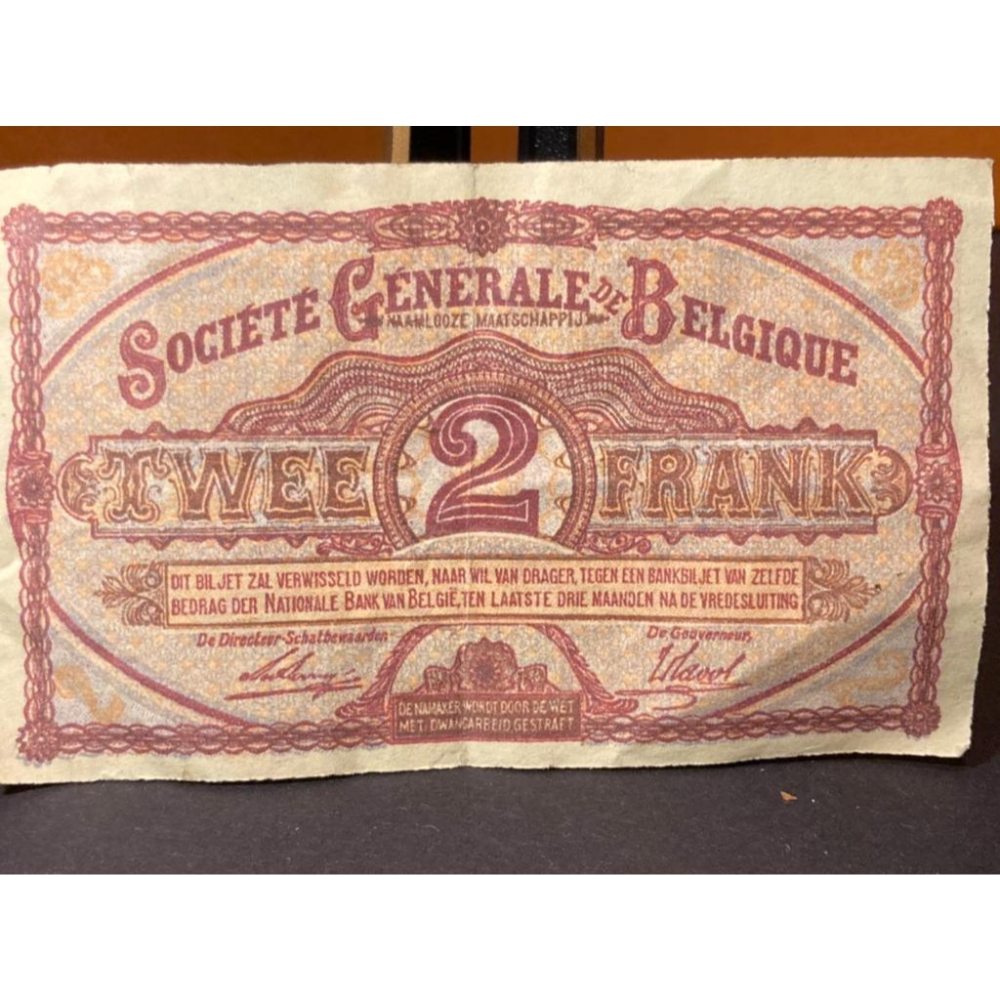 SOCIÉTÉ GÉNÉRALE DE BELGIQUE
NAAMLOOZE MAATSCHAPPIJ
TWEE 2 FRANK
DIT BILJET ZAL VERWISSELD WORDEN, NAAR WIL VAN DRAGER, TEGEN EEN BANKBILJET VAN ZELFDE
BEDRAG DER NATIONALE BANK VAN BELGIË, TEN LAATSTE DRIE MAANDEN NA DE VREDESLUITING
De Directeur-Schatbewaarder, De Gouverneur,
DE NAMAKER WORDT DOOR DE WET
MET DWANGARBEID GESTRAFT